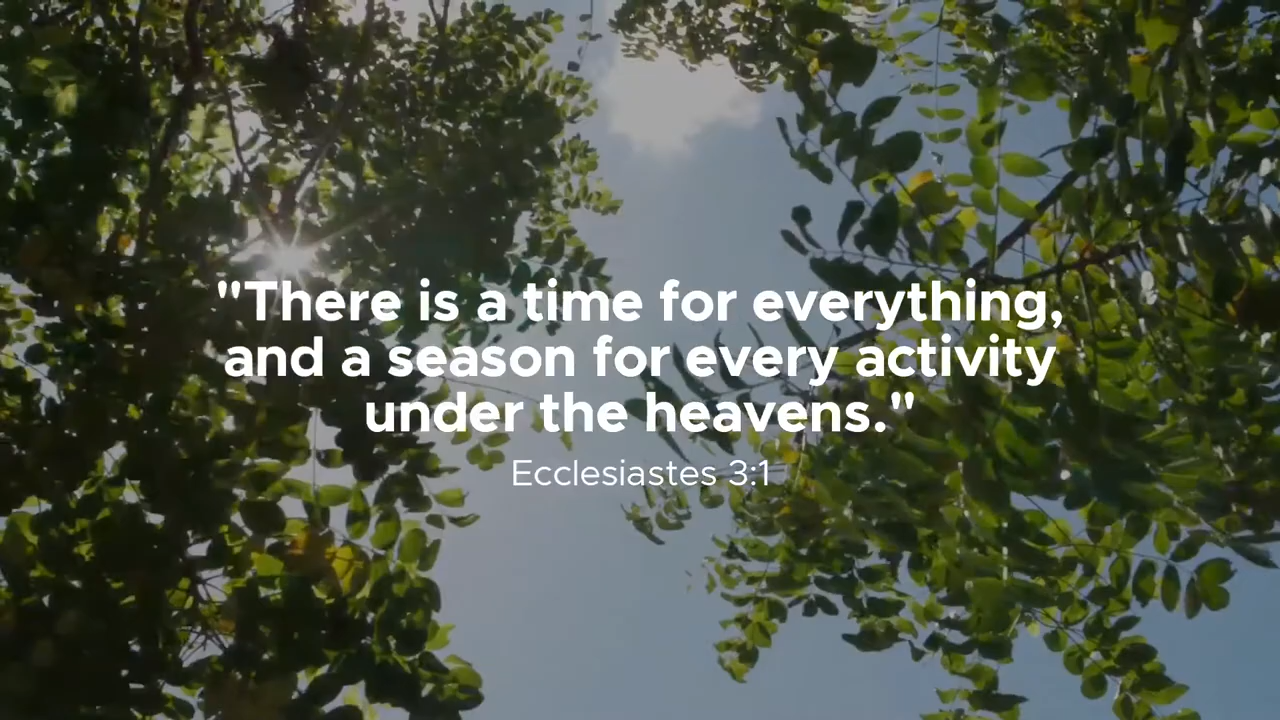 "There is a time for everything,
and a season for every activity
under the heavens."
Ecclesiastes 3:1